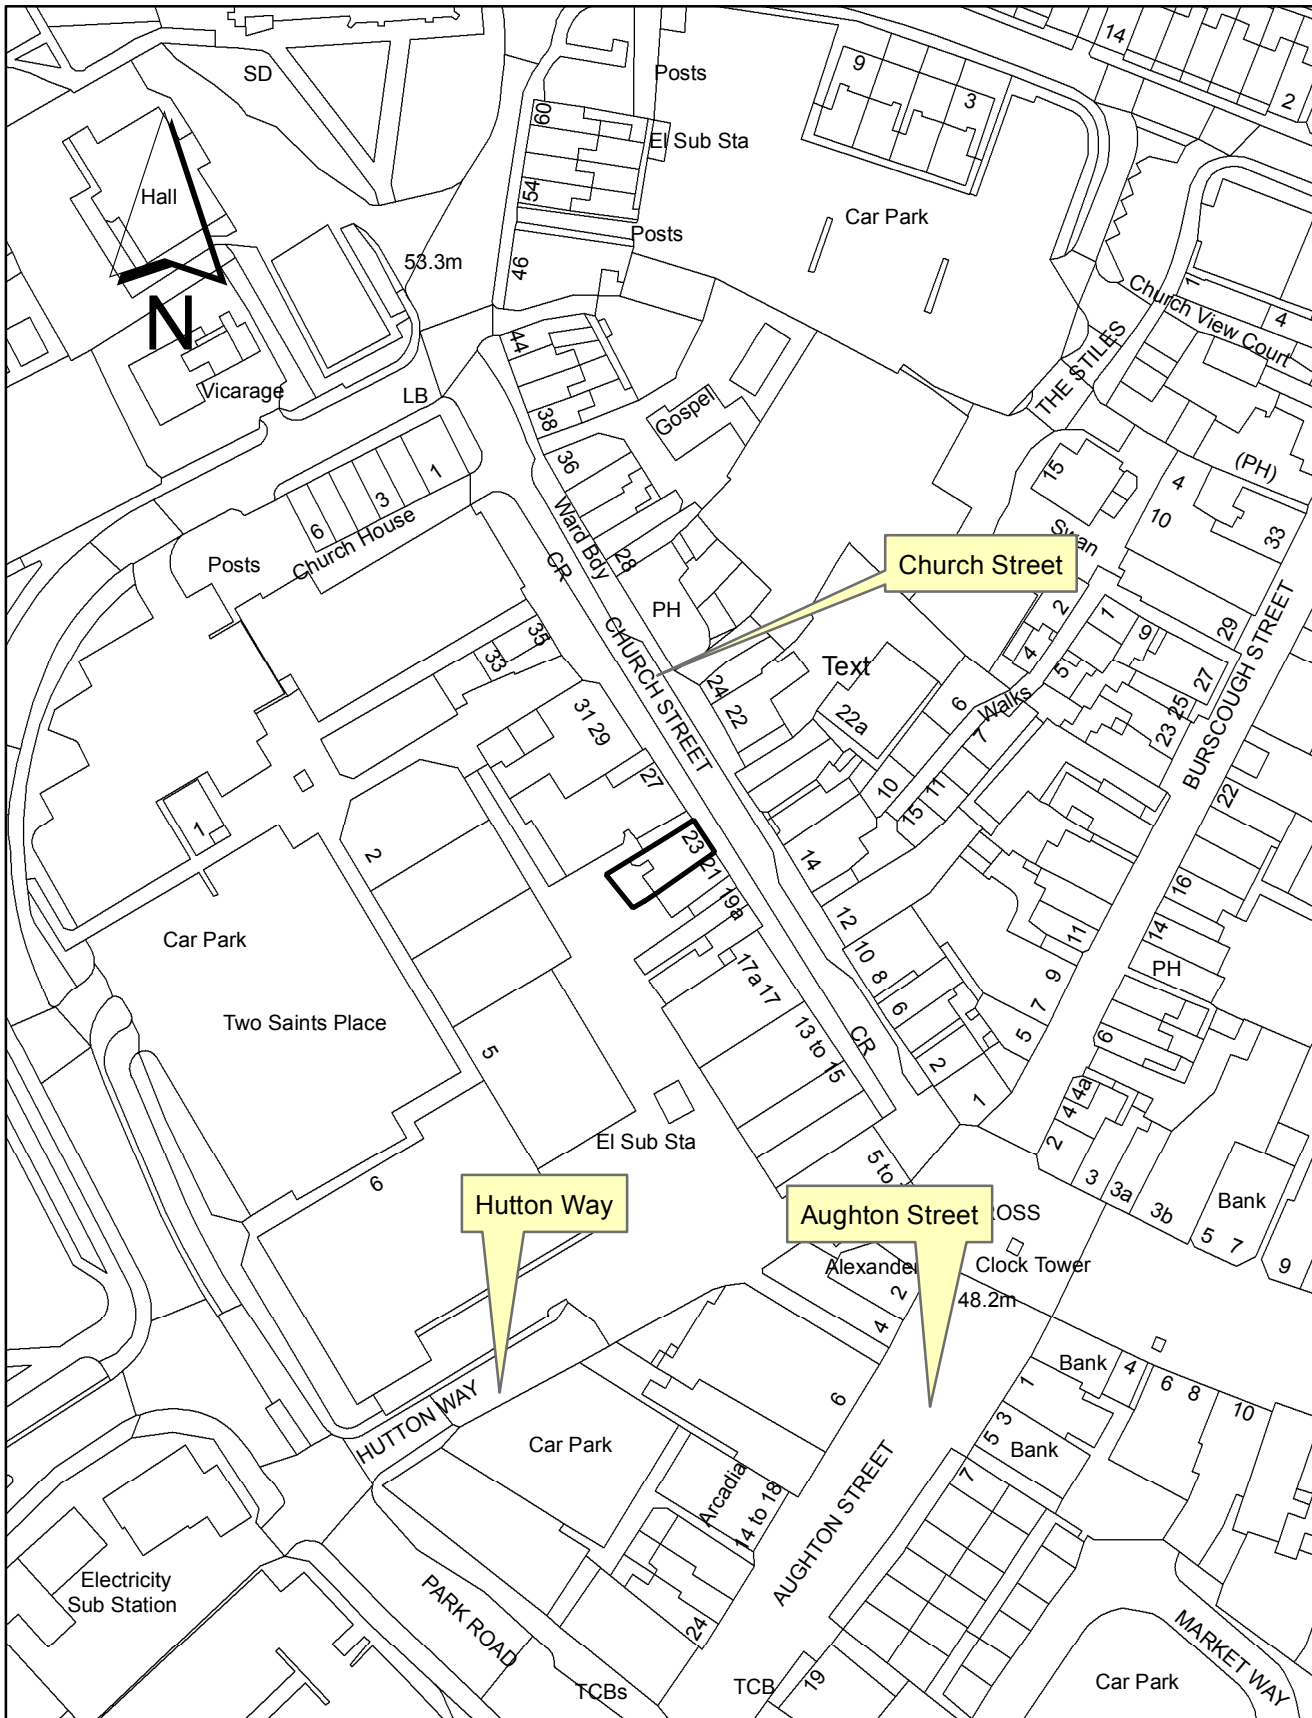 14
SD
Posts
9
3
2
60
El Sub Sta
Hall
54
Car Park
Posts
53.3m
46
1
Church View Court
4
N
THE STILES
44
Vicarage
LB
38
Gospel
36
(PH)
15
4
10
1
3
6
Church House
Ward Bdy
Swan
33
Posts
CR
28
Church Street
2
1
9
29
PH
4
5
27
35
33
CHURCH STREET
Text
24
22
22a
6
Walks
7
25
23
BURSCOUGH STREET
31 29
27
10
11
15
22
1
2
23
21
14
16
19a
12
11
14
Car Park
10
8
17a 17
9
PH
Two Saints Place
6
7
5
13 to 15
CR
6
5
2
1
4a
4
2
El Sub Sta
5 to
3
3a
3b
Bank
6
Hutton Way
Aughton Street
OSS
5
7
9
Alexande
Clock Tower
2
48.2m
4
Bank
4
6
8
10
1
6
3
5
Bank
HUTTON WAY
Car Park
7
Arcadia
14 to 18
AUGHTON STREET
Electricity
Sub Station
PARK ROAD
24
MARKET WAY
TCBs
TCB
19
Car Park